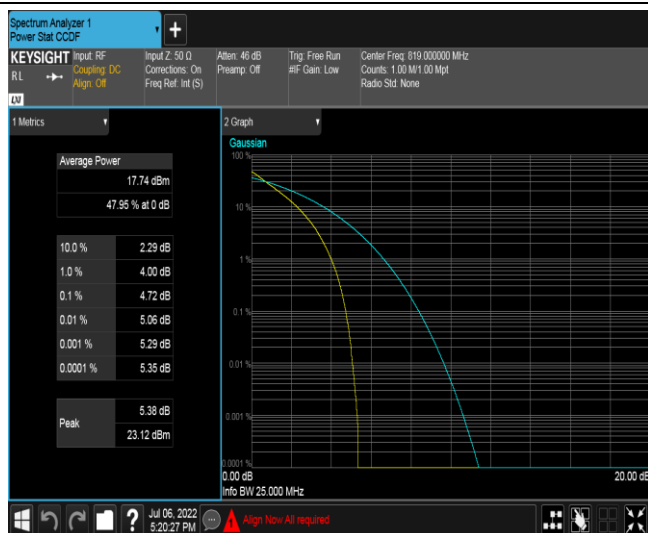 Spectrum Analyzer 1
Power Stat CCDF
KEYSIGHT
RL
Input: RF
Coupling: DC
Align: Off
Input Z: 50 Ω
Corrections: On
Freq Ref: Int (S)
Atten: 46 dB
Preamp: Off
Trig: Free Run
#IF Gain: Low
Center Freq: 819.000000 MHz
Counts: 1.00 M/1.00 Mpt
Radio Std: None
LXI
1 Metrics
Average Power
17.74 dBm
47.95 % at 0 dB
10.0 % 2.29 dB
1.0 % 4.00 dB
0.1 % 4.72 dB
0.01 % 5.06 dB
0.001 % 5.29 dB
0.0001 % 5.35 dB
Peak
5.38 dB
23.12 dBm
2 Graph
Gaussian
100 %
10 %
1 %
0.1 %
0.01 %
0.001 %
0.0001 %
0.00 dB 20.00 dB
Info BW 25.000 MHz
Jul 06, 2022
5:20:27 PM
Align Now All required